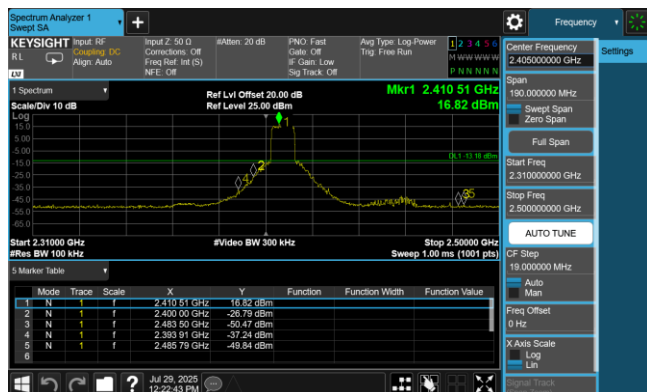 Spectrum Analyzer 1
Swept SA
+
Frequency
KEYSIGHT
RL
LXI
Input: RF
Coupling: DC
Align: Auto
Input Z: 50 Ω
Corrections: Off
Freq Ref: Int (S)
NFE: Off
#Atten: 20 dB
PNO: Fast
Gate: Off
IF Gain: Low
Sig Track: Off
Avg Type: Log-Power
Trig: Free Run
1 2 3 4 5 6
M W W W W W
P N N N N N
1 Spectrum
Scale/Div 10 dB
Ref Lvl Offset 20.00 dB
Ref Level 25.00 dBm
Mkr1 2.410 51 GHz
16.82 dBm
Log
15.0
5.00
-5.00
-15.0
-25.0
-35.0
-45.0
-55.0
-65.0
1
DL1 -13.18 dBm
2
4
3
5
Start 2.31000 GHz
#Res BW 100 kHz
#Video BW 300 kHz
Stop 2.50000 GHz
Sweep 1.00 ms (1001 pts)
5 Marker Table
Mode Trace Scale X Y Function Function Width Function Value
1 N 1 f 2.410 51 GHz 16.82 dBm
2 N 1 f 2.400 00 GHz -26.79 dBm
3 N 1 f 2.483 50 GHz -50.47 dBm
4 N 1 f 2.393 91 GHz -37.24 dBm
5 N 1 f 2.485 79 GHz -49.84 dBm
6
?
Jul 29, 2025
12:22:43 PM
Center Frequency
2.405000000 GHz
Settings
Span
190.000000 MHz
Swept Span
Zero Span
Full Span
Start Freq
2.310000000 GHz
Stop Freq
2.500000000 GHz
AUTO TUNE
CF Step
19.000000 MHz
Auto
Man
Freq Offset
0 Hz
X Axis Scale
Log
Lin
Signal Track